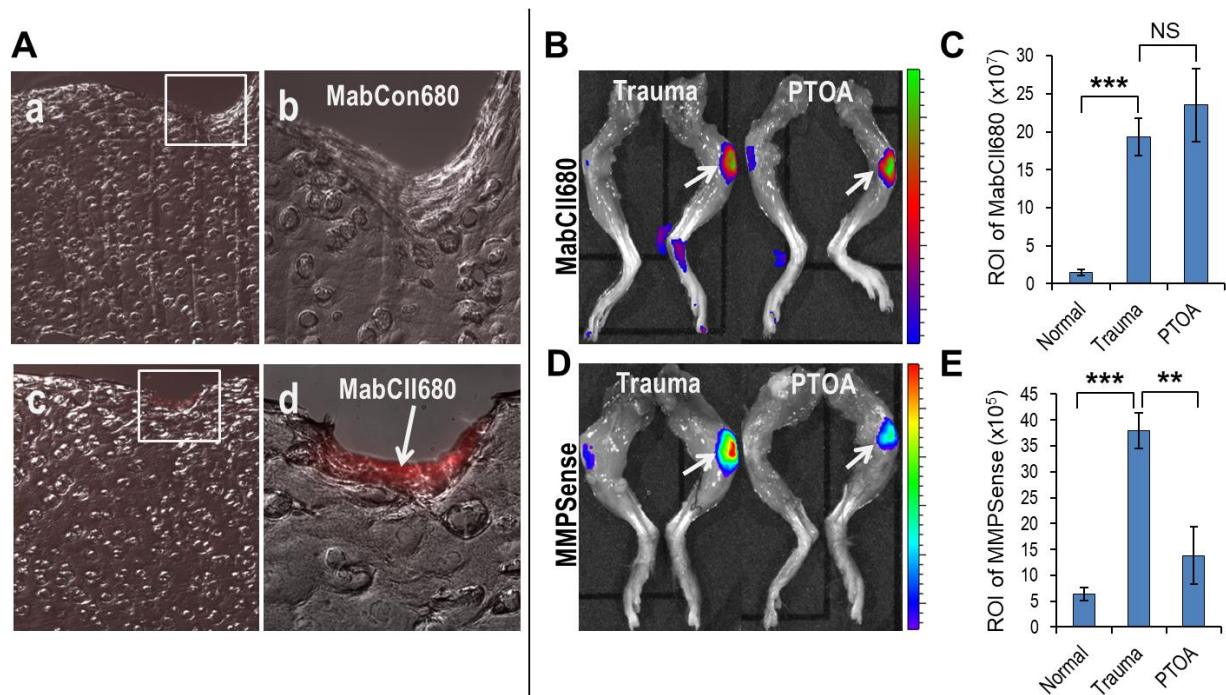 A
a
b
MabCon680
c
d
MabCII680
B
Trauma
PTOA
MabCII680
C
ROI of MabCII680 (x10⁷)
30
25
20
15
10
5
0
***
NS
Normal
Trauma
PTOA
D
Trauma
PTOA
MMPSense
E
ROI of MMPSense (x10⁵)
45
40
35
30
25
20
15
10
5
0
***
**
Normal
Trauma
PTOA